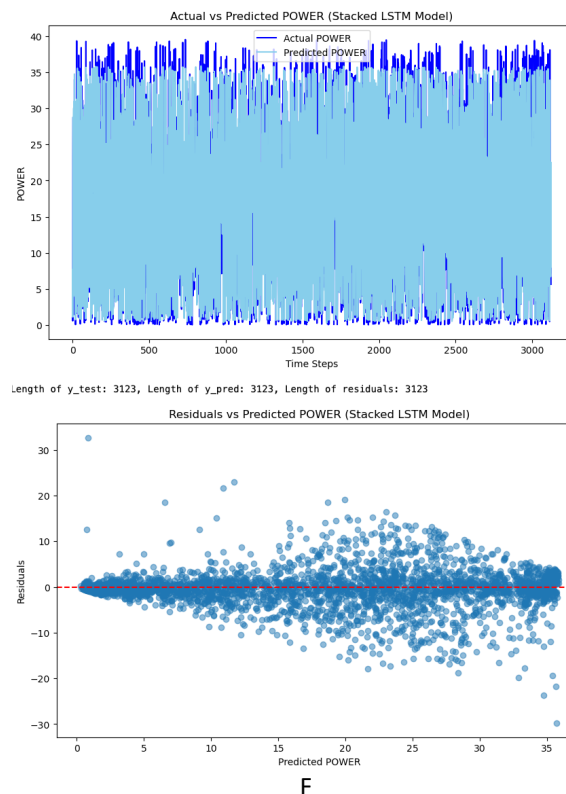 Actual vs Predicted POWER (Stacked LSTM Model)
Actual POWER
Predicted POWER
40
35
30
25
20
15
10
5
0
POWER
0 500 1000 1500 2000 2500 3000
Time Steps
Length of y_test: 3123, Length of y_pred: 3123, Length of residuals: 3123
Residuals vs Predicted POWER (Stacked LSTM Model)
30
20
10
0
−10
−20
−30
Residuals
0 5 10 15 20 25 30 35
Predicted POWER
F